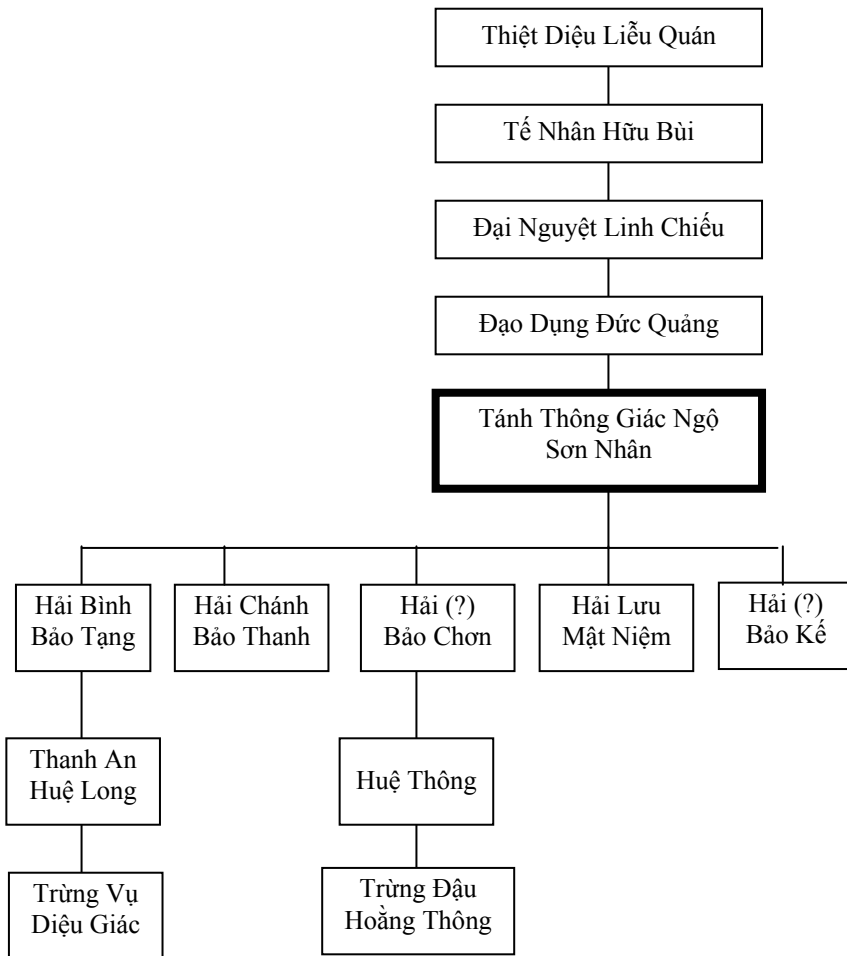 Thiệt Diệu Liễu Quán
Tế Nhân Hữu Bùi
Đại Nguyệt Linh Chiếu
Đạo Dụng Đức Quảng
Tánh Thông Giác Ngộ
Sơn Nhân
Hải Bình
Bảo Tạng
Hải Chánh
Bảo Thanh
Hải (?)
Bảo Chơn
Hải Lưu
Mật Niệm
Hải (?)
Bảo Kế
Thanh An
Huệ Long
Huệ Thông
Trừng Vụ
Diệu Giác
Trừng Đậu
Hoằng Thông